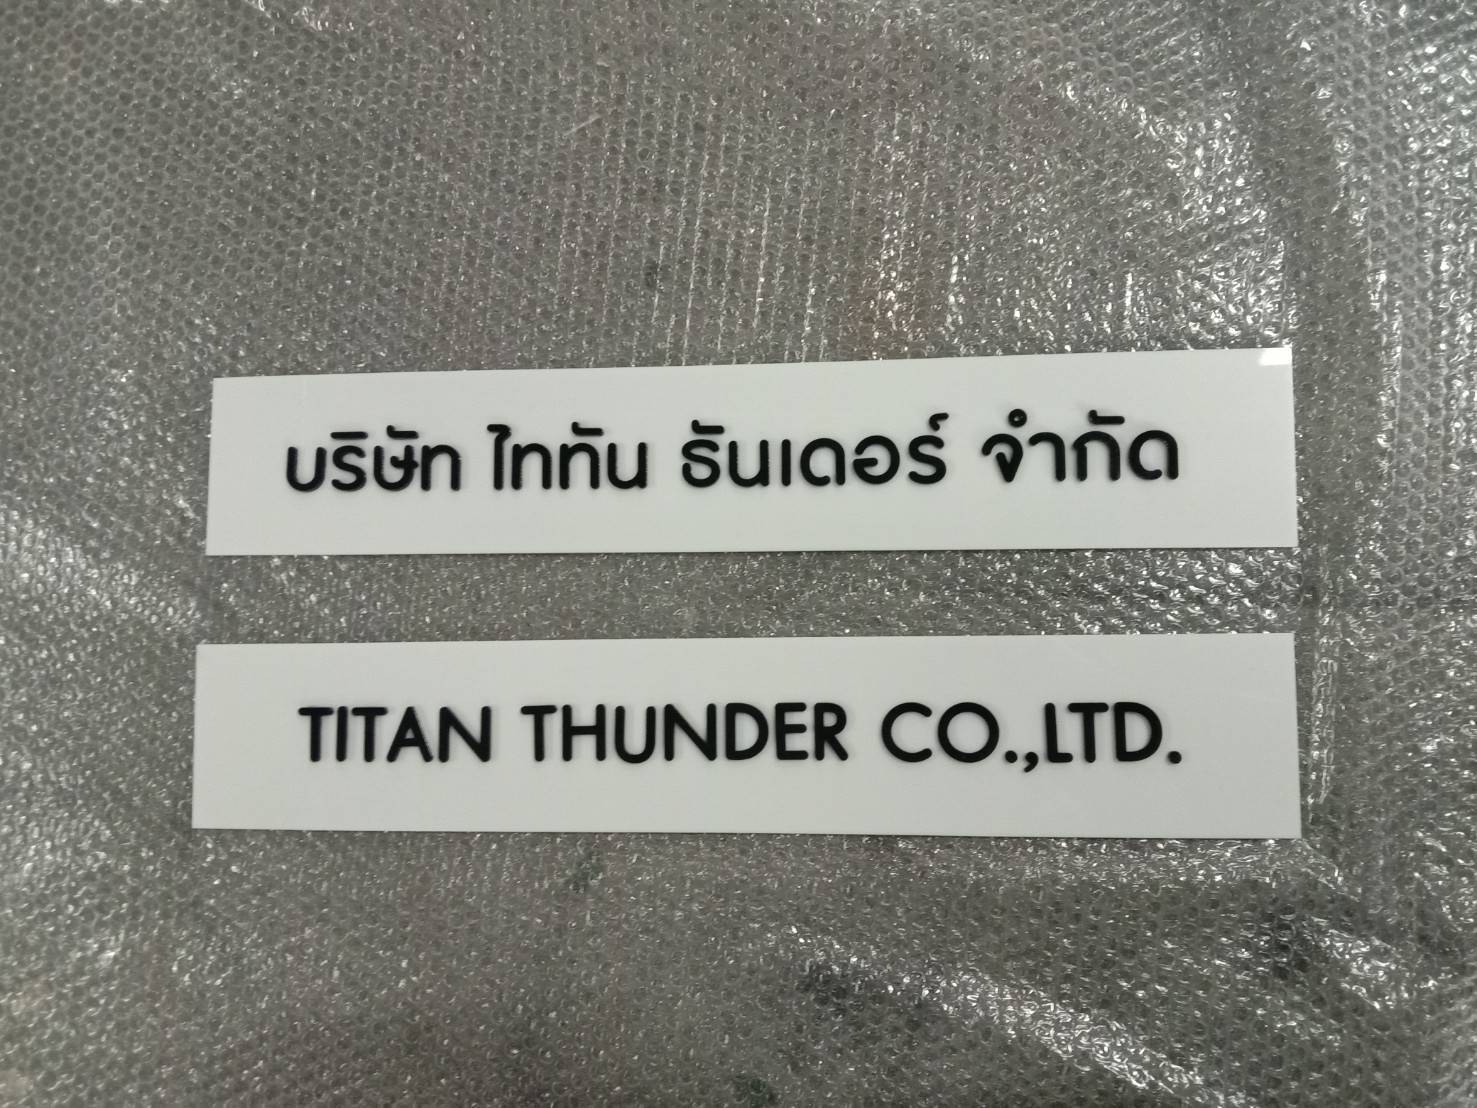 บริษัท ไททัน ธันเดอร์ จำกัด
TITAN THUNDER CO.,LTD.